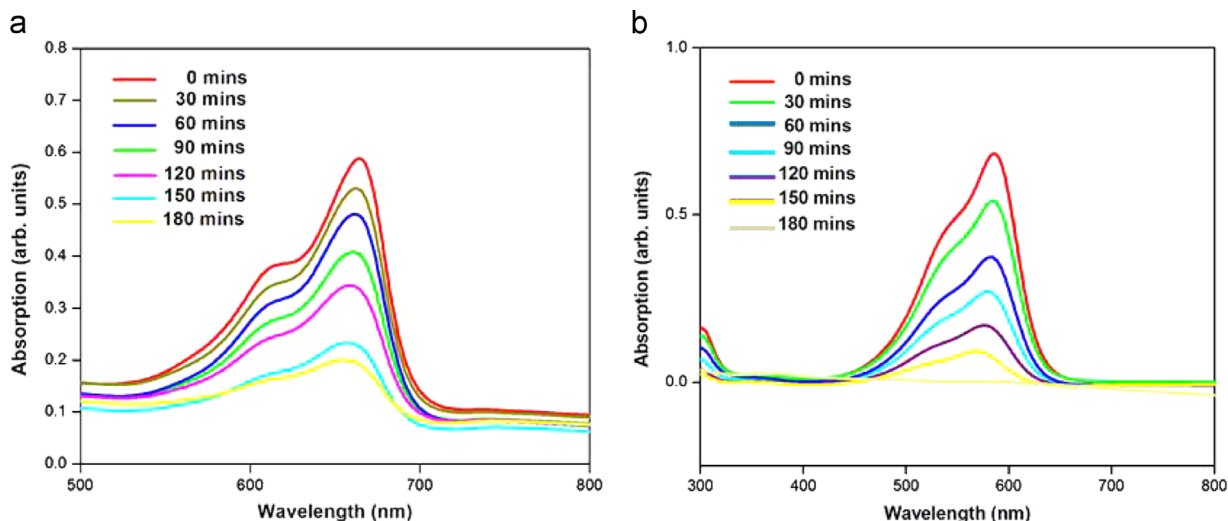 a
0.8
0.7
0.6
0.5
0.4
0.3
0.2
0.1
0.0
Absorption (arb. units)
0 mins
30 mins
60 mins
90 mins
120 mins
150 mins
180 mins
500
600
700
800
Wavelength (nm)
b
1.0
0.5
0.0
Absorption (arb. units)
0 mins
30 mins
60 mins
90 mins
120 mins
150 mins
180 mins
300
400
500
600
700
800
Wavelength (nm)